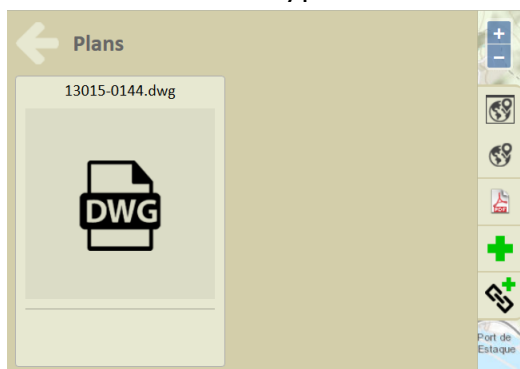 Plans
13015-0144.dwg
DWG
+
-
PDF
Port de
Estaque